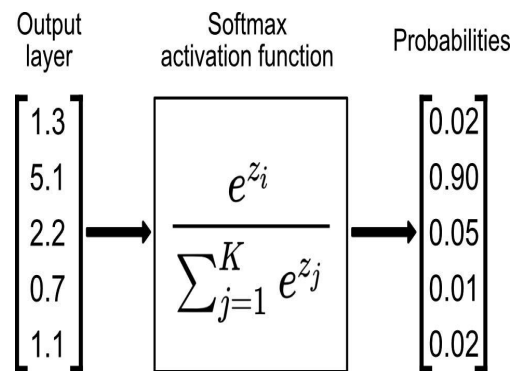 Output
layer
1.3
5.1
2.2
0.7
1.1
Softmax
activation function
e^{z_i}
∑_{j=1}^{K} e^{z_j}
Probabilities
0.02
0.90
0.05
0.01
0.02